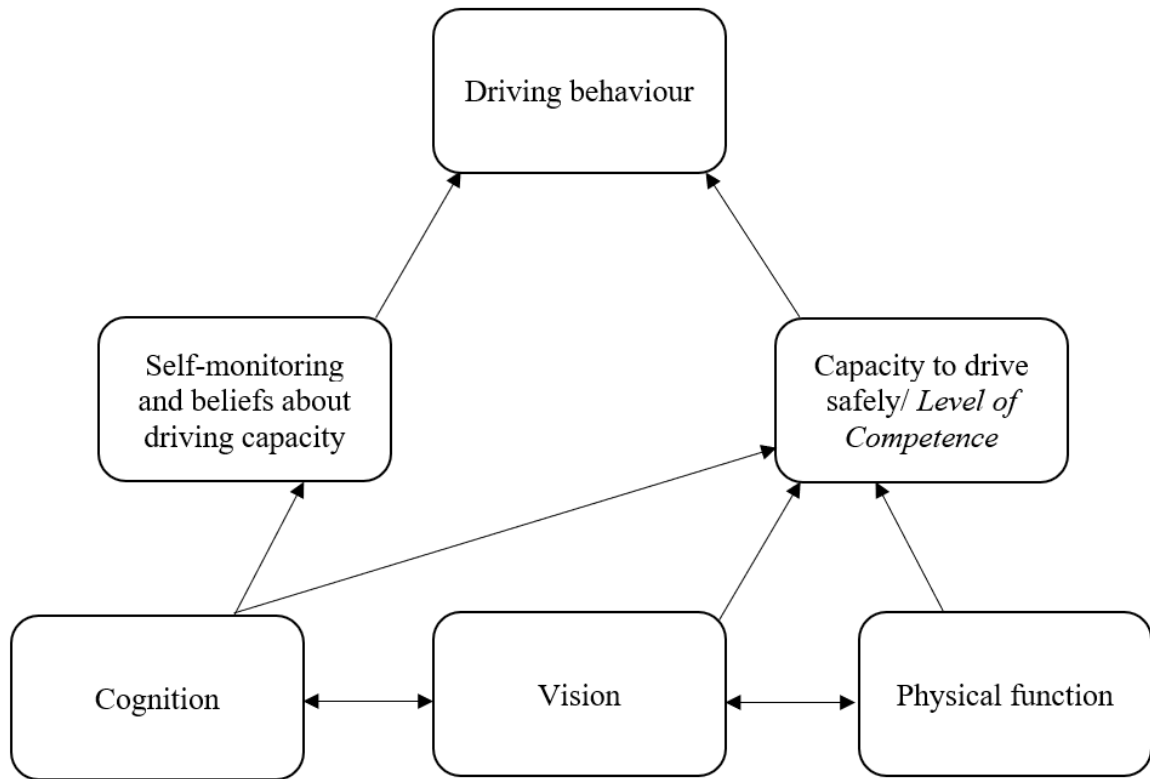 Driving behaviour
Self-monitoring
and beliefs about
driving capacity
Capacity to drive
safely/ Level of
Competence
Cognition
Vision
Physical function